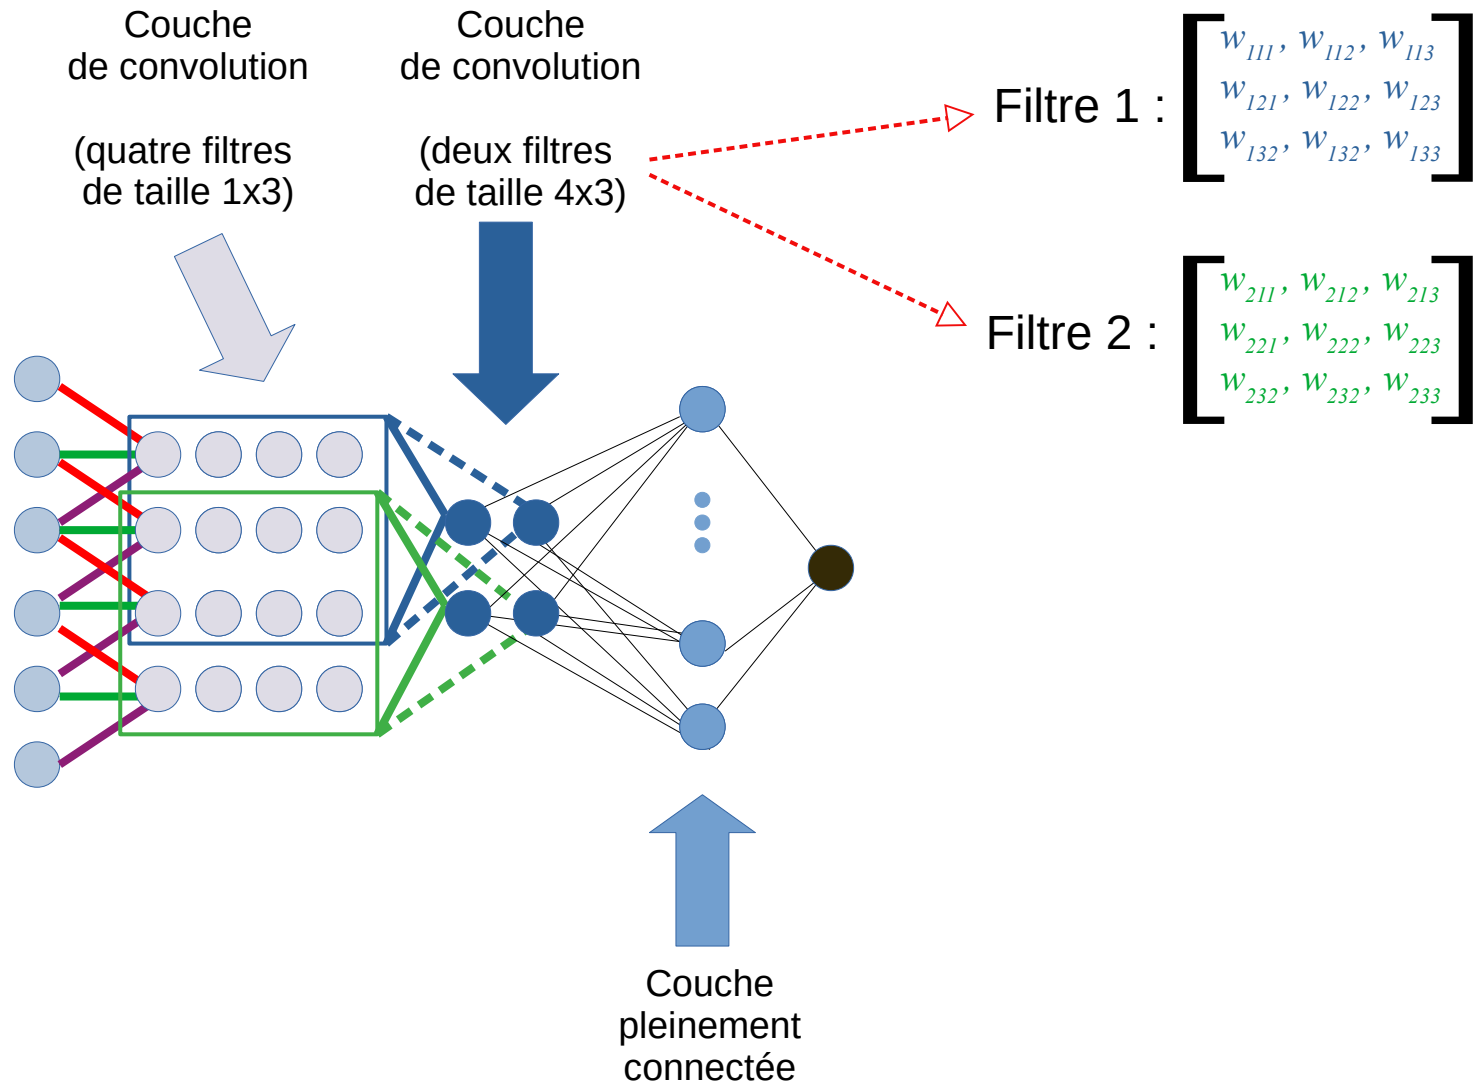 Couche
de convolution
(quatre filtres
de taille 1x3)
Couche
de convolution
(deux filtres
de taille 4x3)
Filtre 1 :
w111, w112, w113
w121, w122, w123
w132, w132, w133
Filtre 2 :
w211, w212, w213
w221, w222, w223
w232, w232, w233
Couche
pleinement
connectée